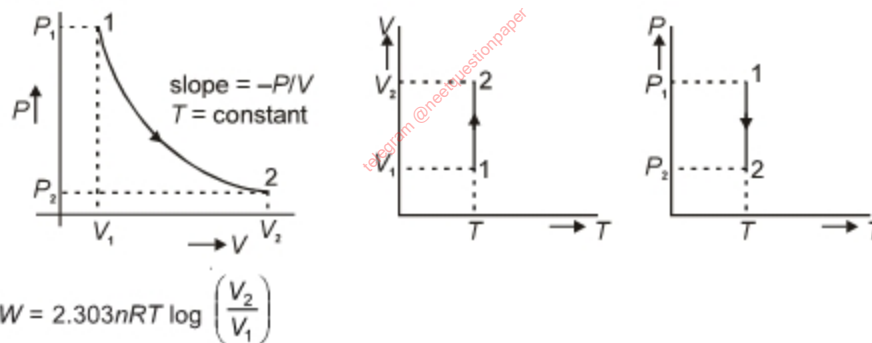 P₁ 1
slope = –P/V
T = constant
P
P₂ 2
V₁ V V₂
V
V₂ 2
V₁ 1
T T
P
P₁ 1
P₂ 2
T T
telegram @neetquestionpaper
W = 2.303nRT log (V₂/V₁)